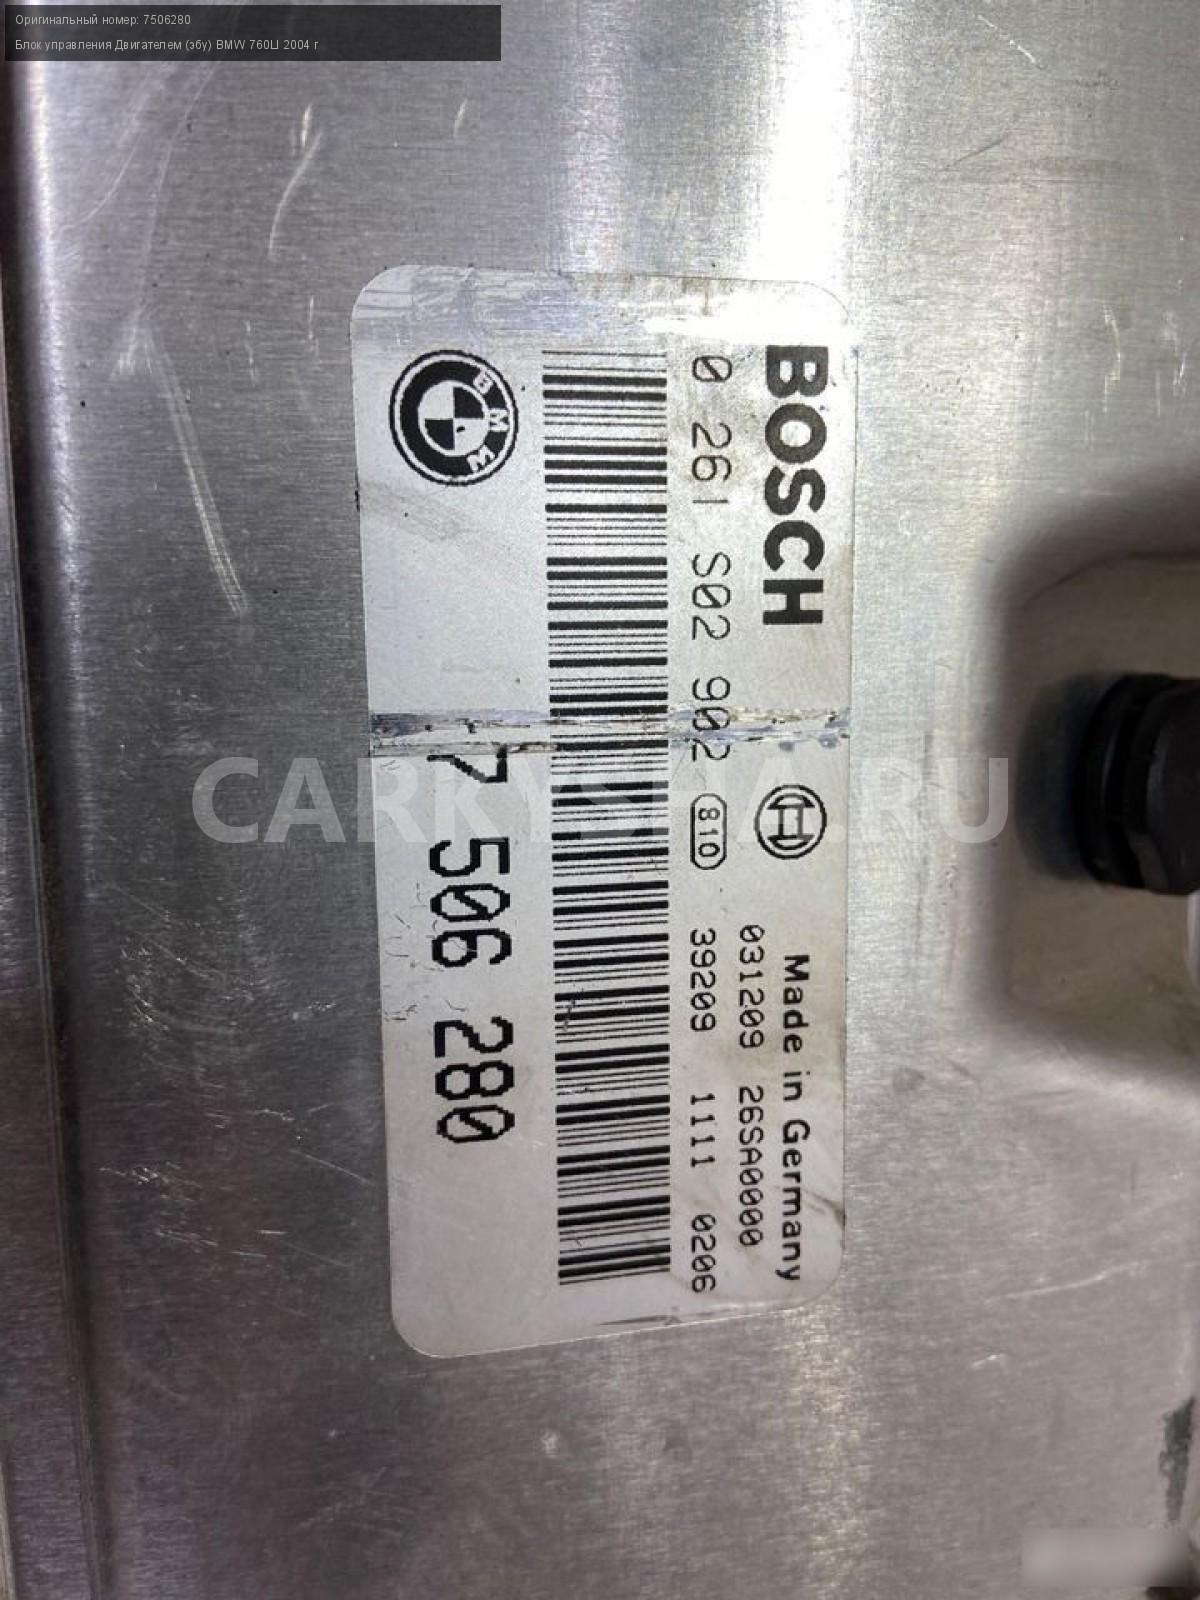 Оригинальный номер: 7506280
Блок управления Двигателем (эбу) BMW 760LI 2004 г
BOSCH
Made in Germany
031209 26SA0000
0 261 S02 902 810 39209 1111 0206
BMW
7 506 280
CARKYSHA.RU